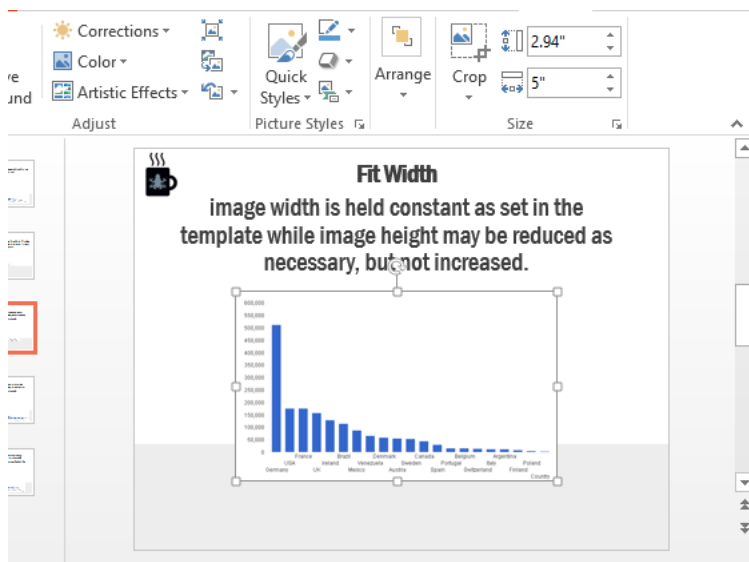 Corrections
Color
Artistic Effects
Adjust
Quick
Styles
Picture Styles
Arrange
Crop
2.94"
5"
Size
ve
und
Fit Width
image width is held constant as set in the
template while image height may be reduced as
necessary, but not increased.
600,000
550,000
500,000
450,000
400,000
350,000
300,000
250,000
200,000
150,000
100,000
50,000
0
France Brazil Denmark Canada Belgium Argentina
USA Ireland Venezuela Sweden Portugal Italy Poland
Germany UK Mexico Austria Spain Switzerland Finland
Country